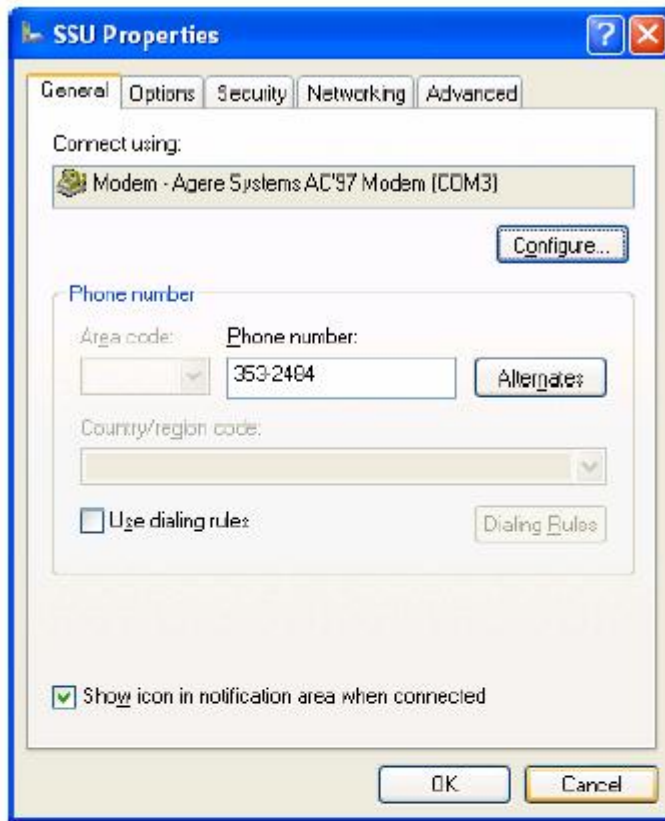 SSU Properties
General Options Security Networking Advanced
Connect using:
Modem - Agere Systems AC'97 Modem (COM3)
Configure...
Phone number
Area code: Phone number:
353-2484
Alternates
Country/region code:
Use dialing rules
Dialing Rules
Show icon in notification area when connected
OK Cancel